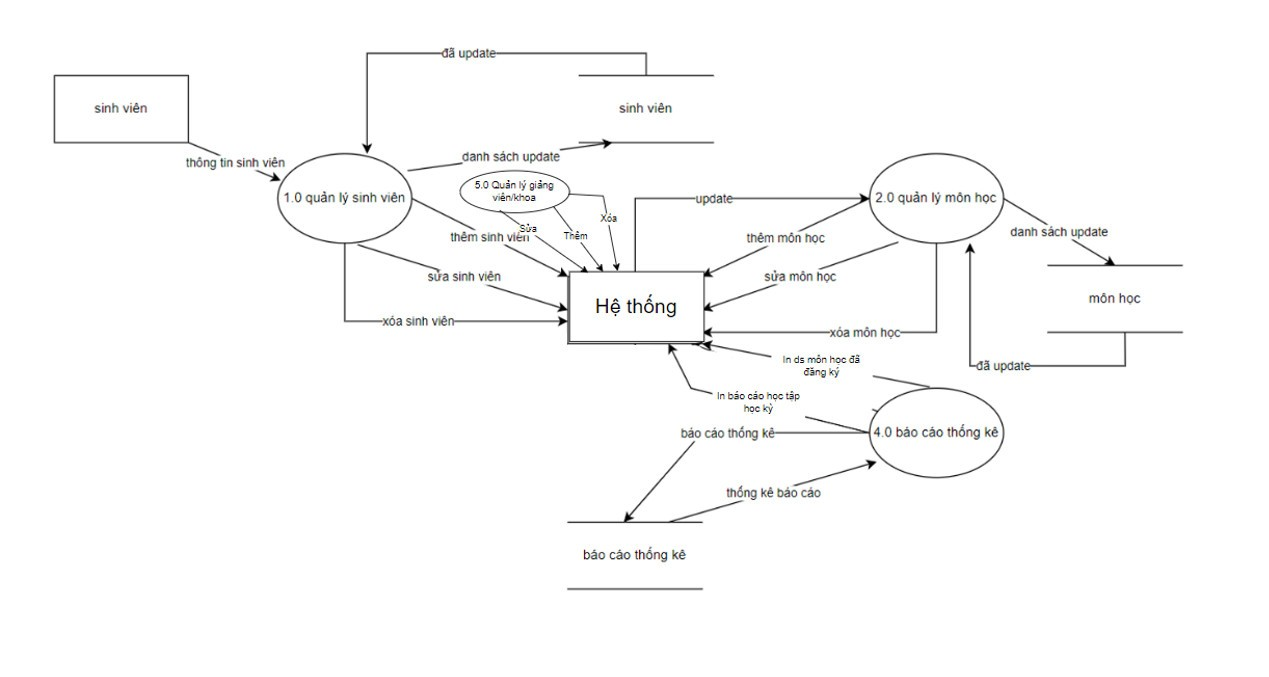 đã update
sinh viên
sinh viên
thông tin sinh viên
danh sách update
1.0 quản lý sinh viên
5.0 Quản lý giảng
viên/khoa
update
2.0 quản lý môn học
Xóa
Sửa
Thêm
thêm sinh viên
thêm môn học
danh sách update
sửa sinh viên
sửa môn học
Hệ thống
môn học
xóa sinh viên
xóa môn học
In ds môn học đã
đăng ký
đã update
In báo cáo học tập
học kỳ
báo cáo thống kê
4.0 báo cáo thống kê
thống kê báo cáo
báo cáo thống kê